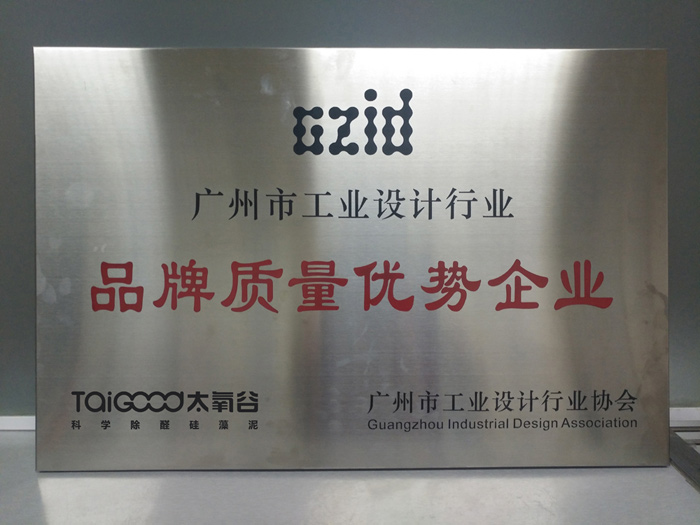 gzid
广州市工业设计行业
品牌质量优势企业
TAiGOOD太氧谷
科学除醛硅藻泥
广州市工业设计行业协会
Guangzhou Industrial Design Association